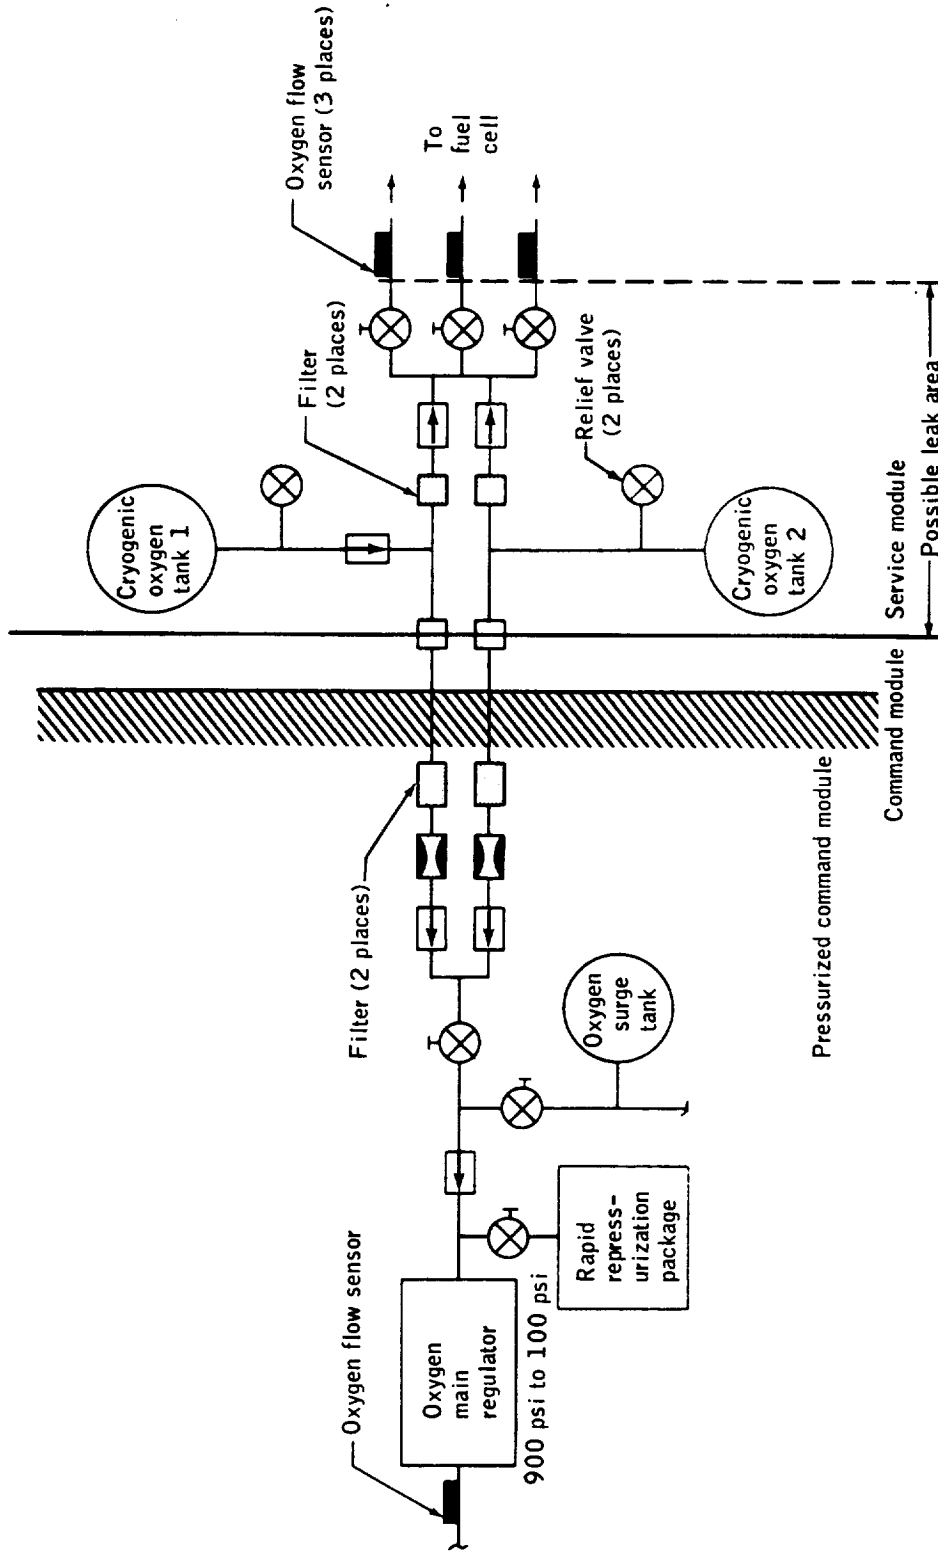 Oxygen flow sensor
Oxygen
main
regulator
900 psi to 100 psi
Rapid
repress-
urization
package
Oxygen
surge
tank
Filter (2 places)
Pressurized command module
Command module
Service module
Possible leak area
Cryogenic
oxygen
tank 1
Filter
(2 places)
Oxygen flow
sensor (3 places)
To
fuel
cell
Relief valve
(2 places)
Cryogenic
oxygen
tank 2